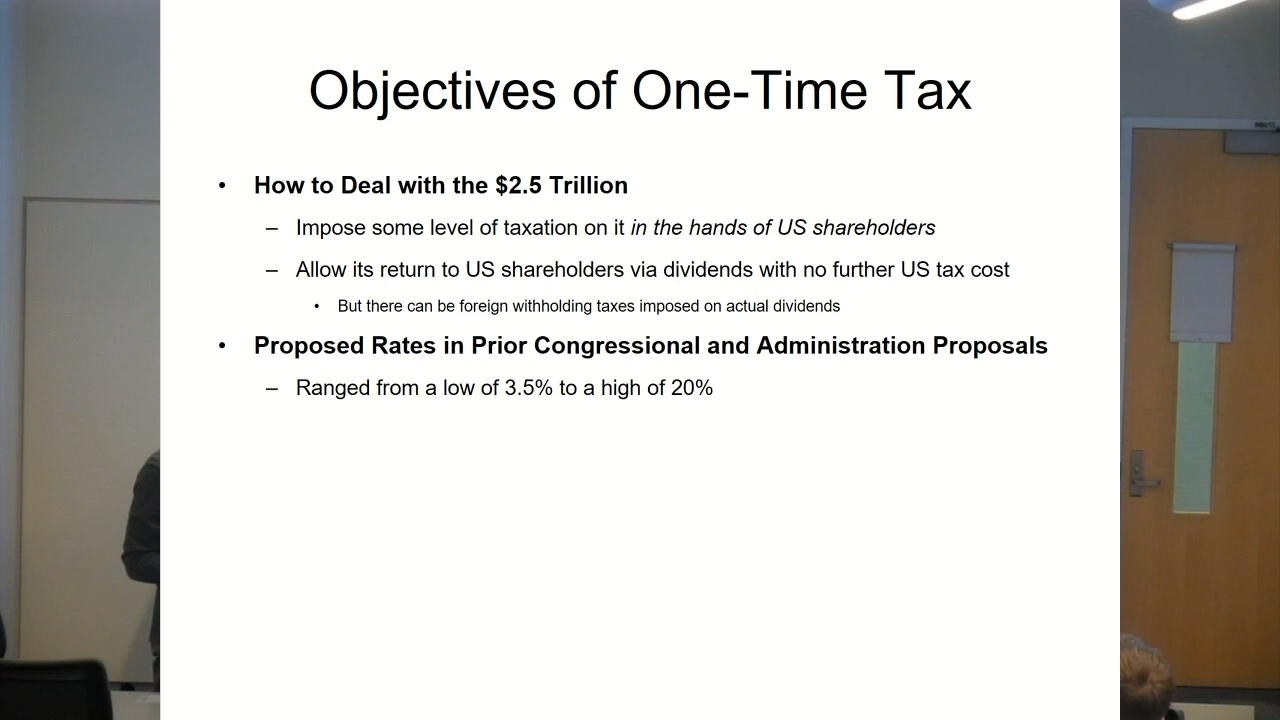 Objectives of One-Time Tax
• How to Deal with the $2.5 Trillion
– Impose some level of taxation on it in the hands of US shareholders
– Allow its return to US shareholders via dividends with no further US tax cost
• But there can be foreign withholding taxes imposed on actual dividends
• Proposed Rates in Prior Congressional and Administration Proposals
– Ranged from a low of 3.5% to a high of 20%